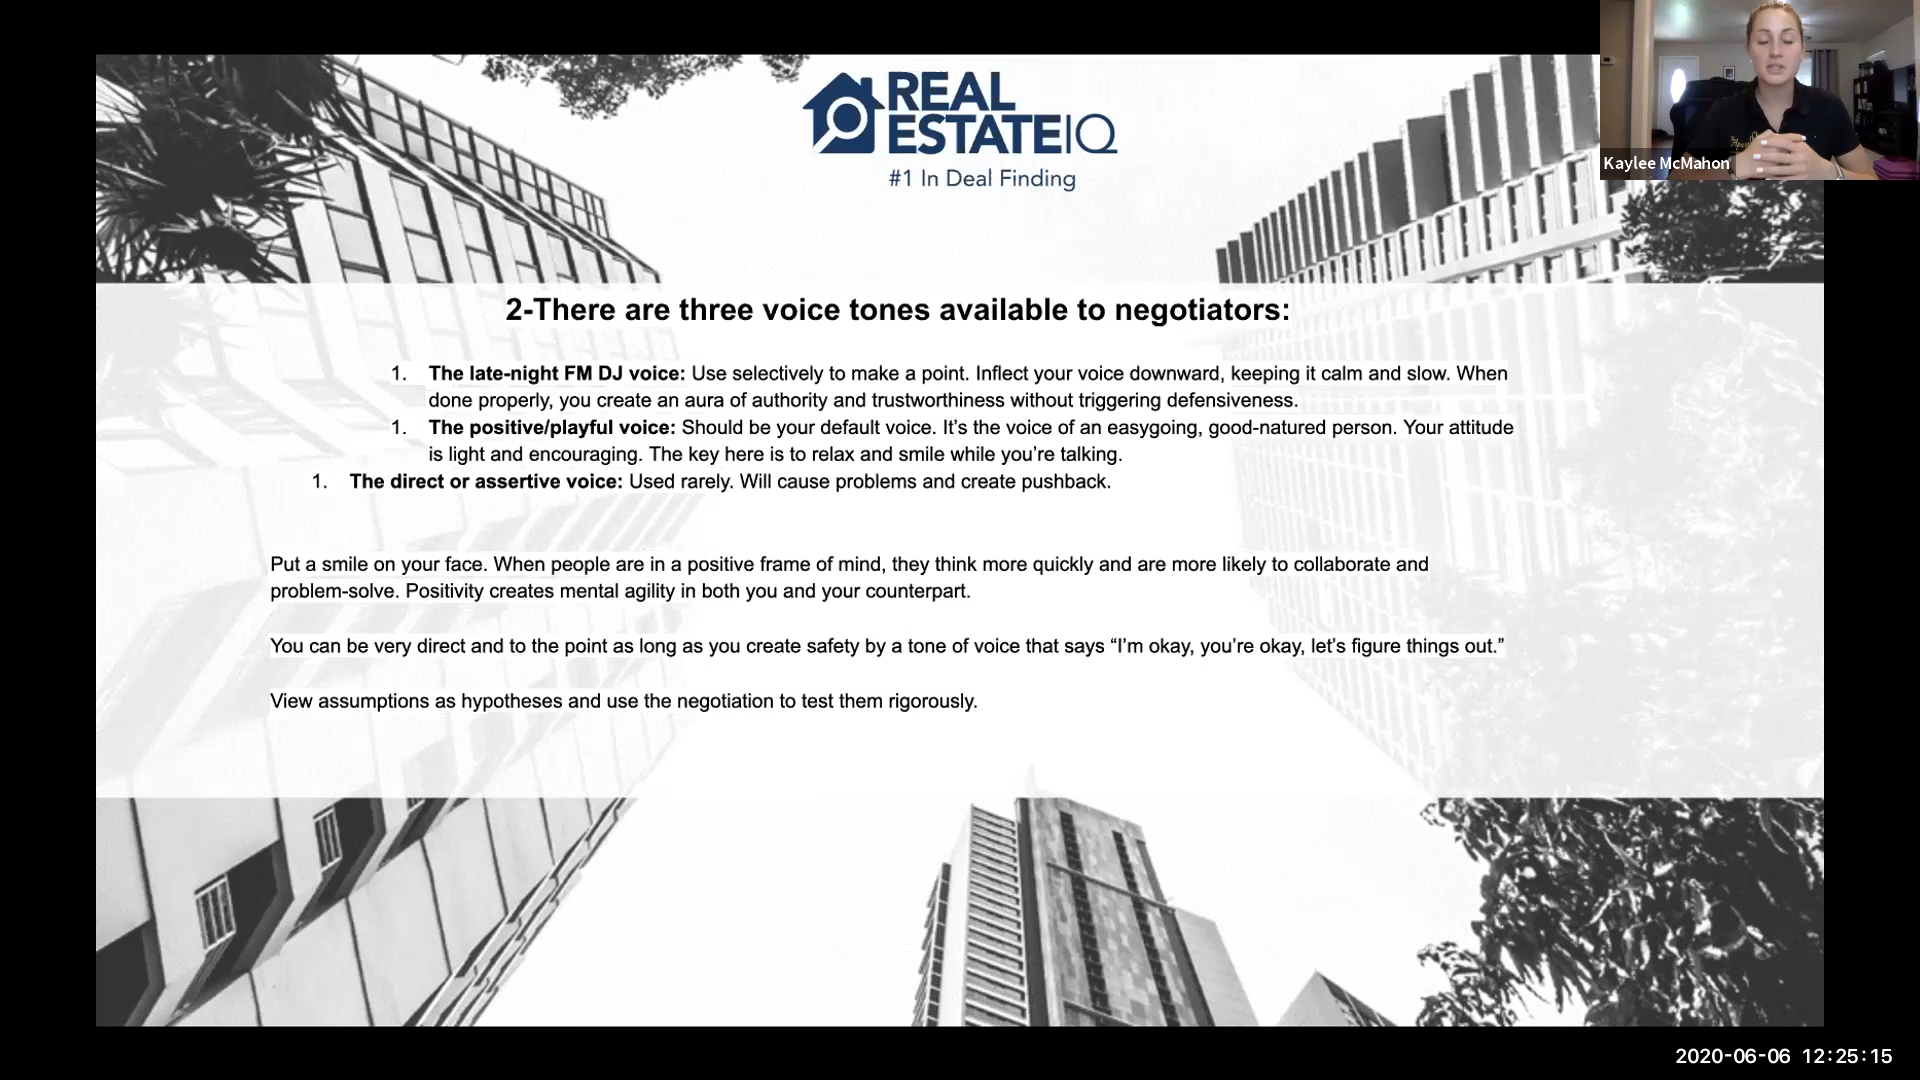 REAL
ESTATEIQ
#1 In Deal Finding
Kaylee McMahon
2-There are three voice tones available to negotiators:
1. The late-night FM DJ voice: Use selectively to make a point. Inflect your voice downward, keeping it calm and slow. When
done properly, you create an aura of authority and trustworthiness without triggering defensiveness.
1. The positive/playful voice: Should be your default voice. It’s the voice of an easygoing, good-natured person. Your attitude
is light and encouraging. The key here is to relax and smile while you’re talking.
1. The direct or assertive voice: Used rarely. Will cause problems and create pushback.
Put a smile on your face. When people are in a positive frame of mind, they think more quickly and are more likely to collaborate and
problem-solve. Positivity creates mental agility in both you and your counterpart.
You can be very direct and to the point as long as you create safety by a tone of voice that says “I’m okay, you’re okay, let’s figure things out.”
View assumptions as hypotheses and use the negotiation to test them rigorously.
2020-06-06 12:25:15